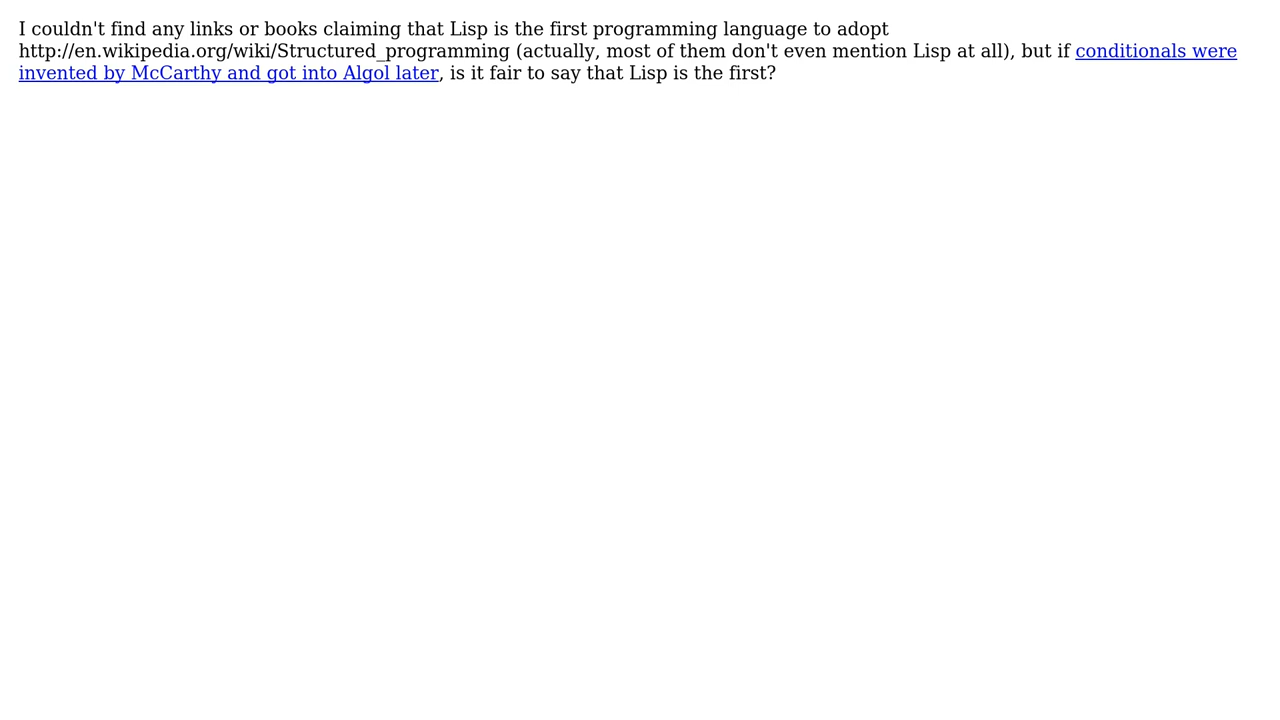 I couldn't find any links or books claiming that Lisp is the first programming language to adopt
http://en.wikipedia.org/wiki/Structured_programming (actually, most of them don't even mention Lisp at all), but if conditionals were
invented by McCarthy and got into Algol later, is it fair to say that Lisp is the first?